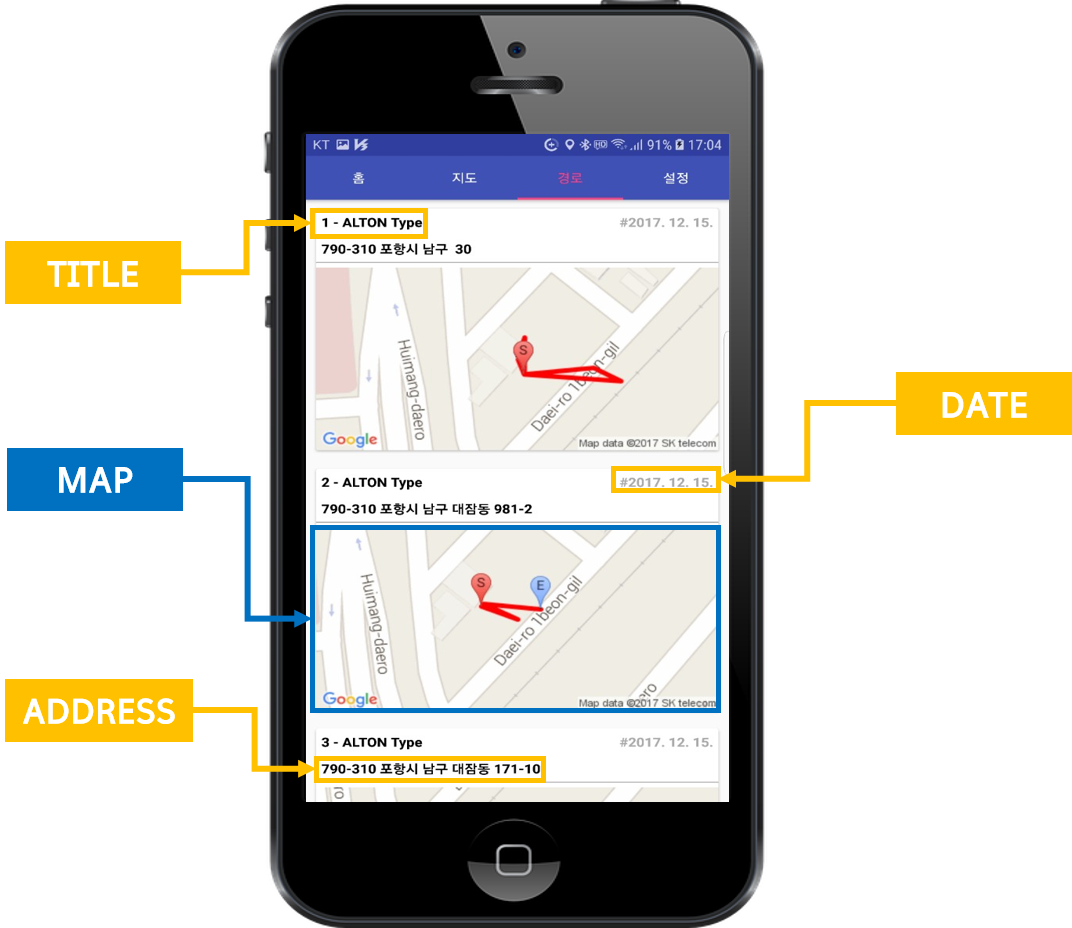 KT 91% 17:04
홈 지도 경로 설정
1 - ALTON Type #2017. 12. 15.
790-310 포항시 남구 30
TITLE
Huimang-daero
S
Daei-ro 1beon-gil
Google Map data ©2017 SK telecom
DATE
MAP
2 - ALTON Type #2017. 12. 15.
790-310 포항시 남구 대잠동 981-2
Huimang-daero
S E
Daei-ro 1beon-gil
Google Map data ©2017 SK telecom
ADDRESS
3 - ALTON Type #2017. 12. 15.
790-310 포항시 남구 대잠동 171-10